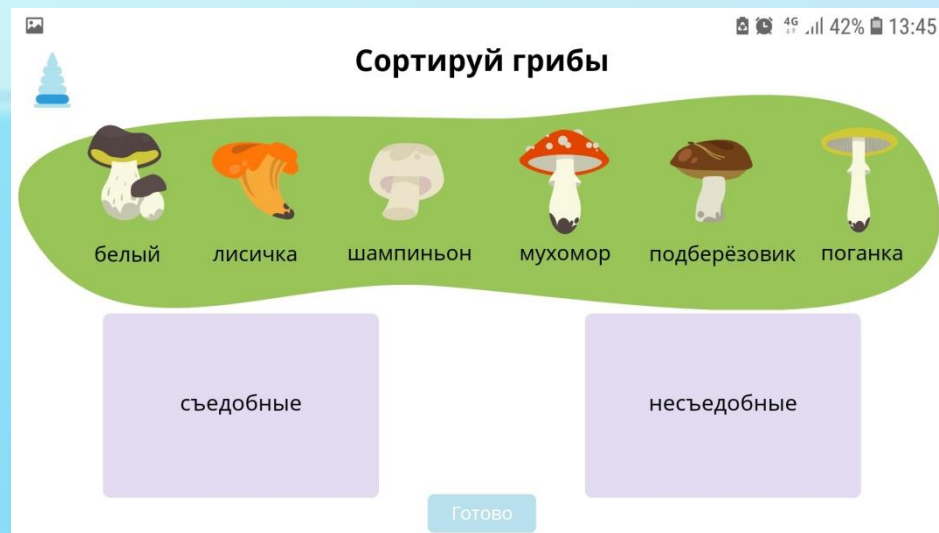 4G 42% 13:45
Сортируй грибы
белый лисичка шампиньон мухомор подберёзовик поганка
съедобные несъедобные
Готово